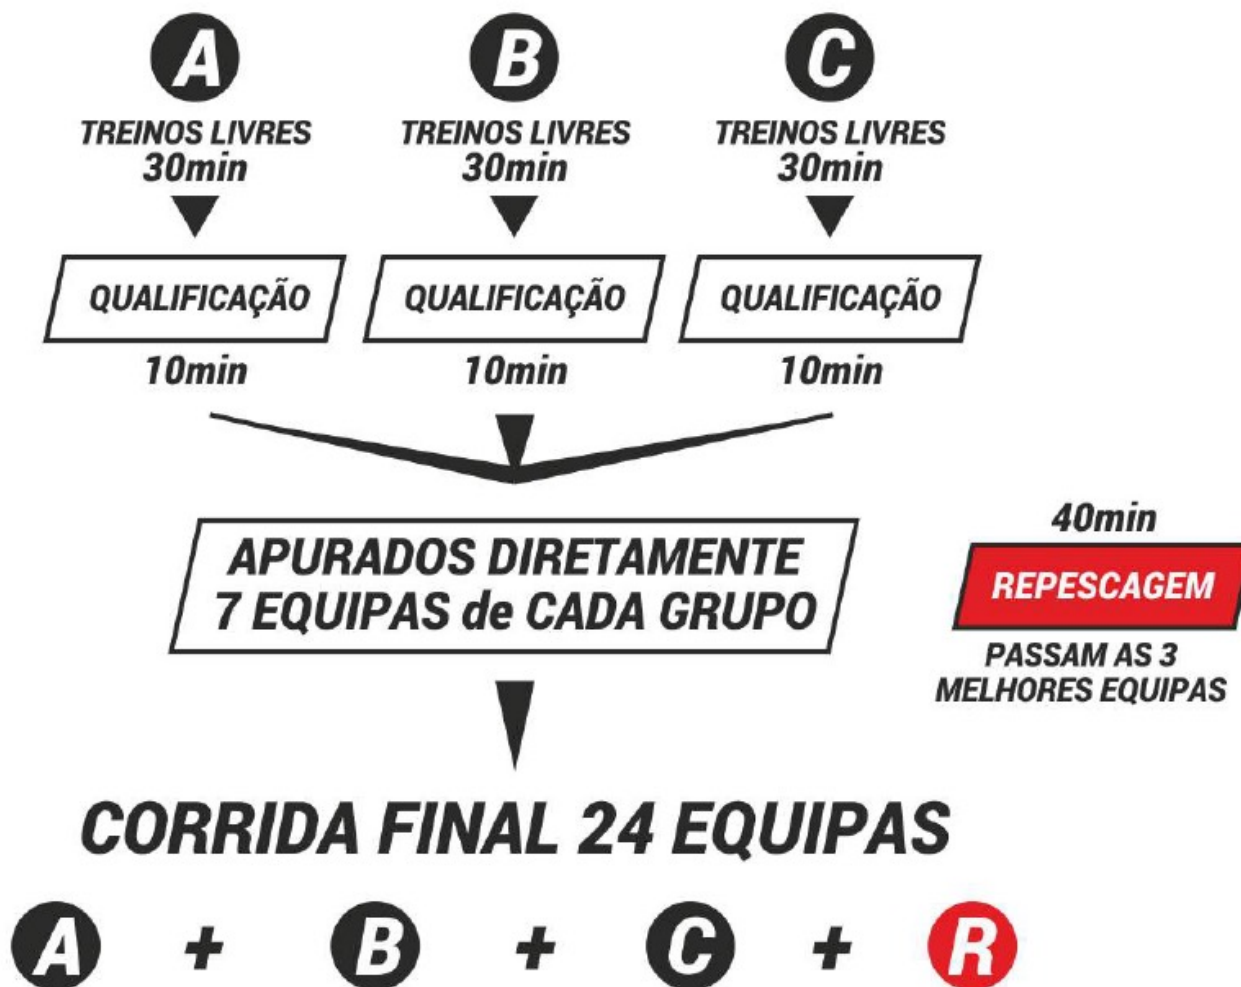 A B C
TREINOS LIVRES TREINOS LIVRES TREINOS LIVRES
30min 30min 30min
QUALIFICAÇÃO QUALIFICAÇÃO QUALIFICAÇÃO
10min 10min 10min
APURADOS DIRETAMENTE
7 EQUIPAS de CADA GRUPO
40min
REPESCAGEM
PASSAM AS 3
MELHORES EQUIPAS
CORRIDA FINAL 24 EQUIPAS
A + B + C + R